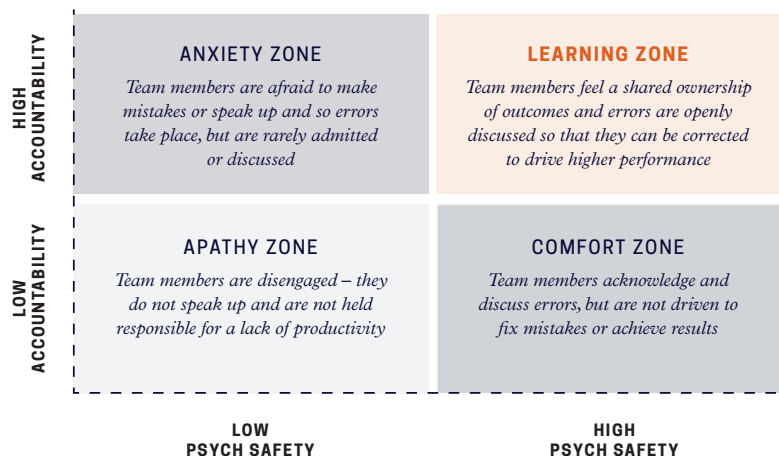 HIGH
ACCOUNTABILITY
ANXIETY ZONE
Team members are afraid to make
mistakes or speak up and so errors
take place, but are rarely admitted
or discussed
LEARNING ZONE
Team members feel a shared ownership
of outcomes and errors are openly
discussed so that they can be corrected
to drive higher performance
LOW
ACCOUNTABILITY
APATHY ZONE
Team members are disengaged – they
do not speak up and are not held
responsible for a lack of productivity
COMFORT ZONE
Team members acknowledge and
discuss errors, but are not driven to
fix mistakes or achieve results
LOW
PSYCH SAFETY
HIGH
PSYCH SAFETY